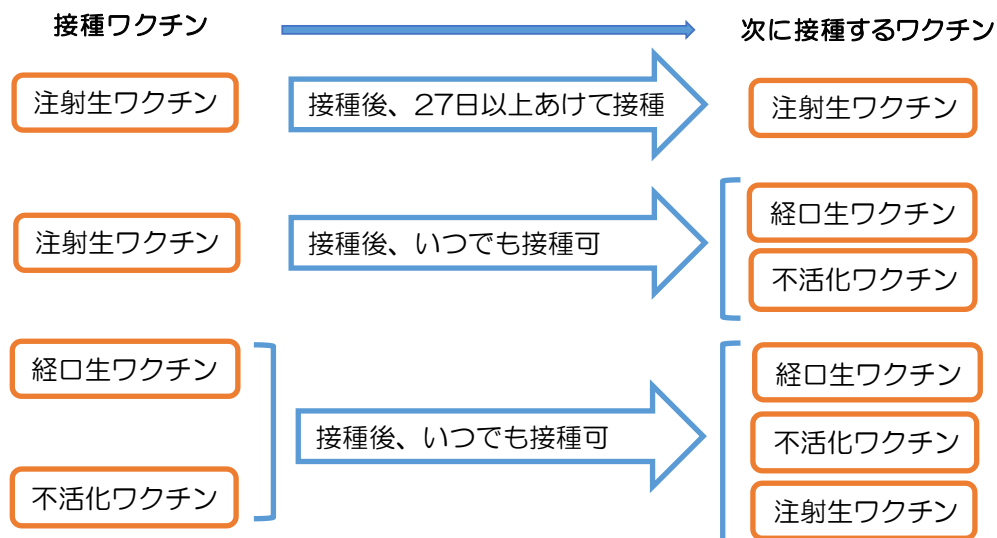 接種ワクチン
次に接種するワクチン
注射生ワクチン
接種後、27日以上あけて接種
注射生ワクチン
注射生ワクチン
接種後、いつでも接種可
経口生ワクチン
不活化ワクチン
経口生ワクチン
不活化ワクチン
接種後、いつでも接種可
経口生ワクチン
不活化ワクチン
注射生ワクチン